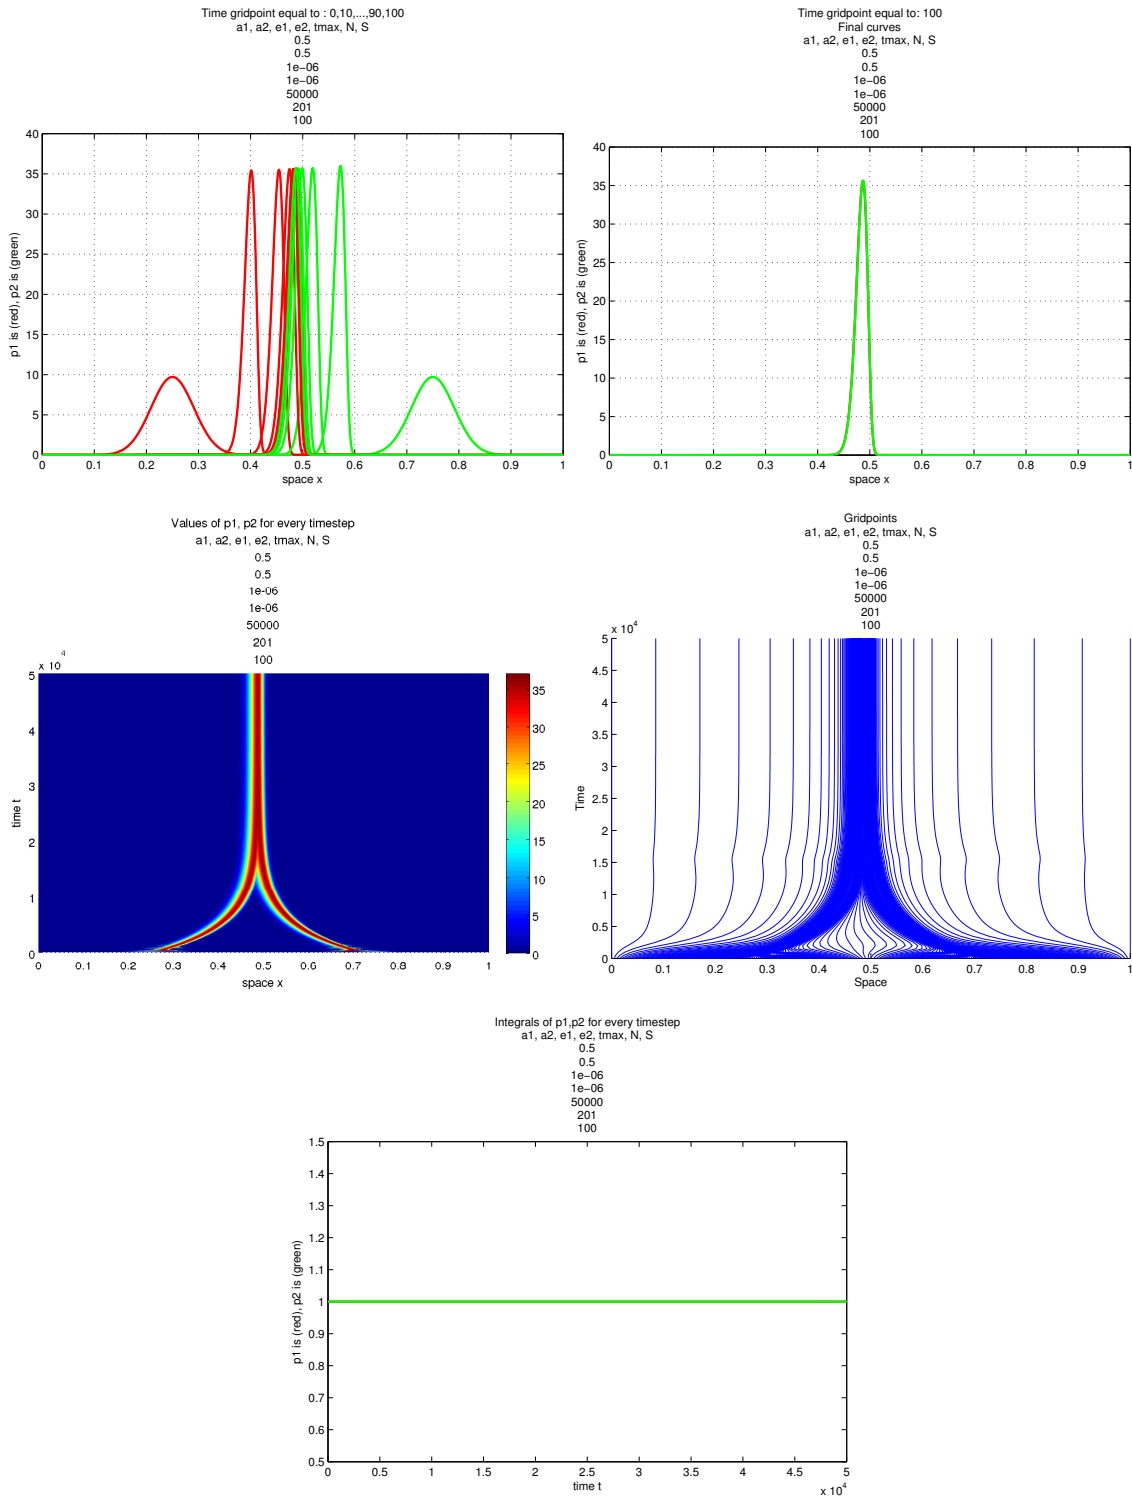 Time gridpoint equal to : 0,10,...,90,100
a1, a2, e1, e2, tmax, N, S
0.5
0.5
1e−06
1e−06
50000
201
100
40
35
30
25
20
15
10
5
0
p1 is (red), p2 is (green)
0 0.1 0.2 0.3 0.4 0.5 0.6 0.7 0.8 0.9 1
space x
Time gridpoint equal to: 100
Final curves
a1, a2, e1, e2, tmax, N, S
0.5
0.5
1e−06
1e−06
50000
201
100
40
35
30
25
20
15
10
5
0
p1 is (red), p2 is (green)
0 0.1 0.2 0.3 0.4 0.5 0.6 0.7 0.8 0.9 1
space x
Values of p1, p2 for every timestep
a1, a2, e1, e2, tmax, N, S
0.5
0.5
1e-06
1e-06
50000
201
100
x 10 4
5
4
3
2
1
0
time t
0 0.1 0.2 0.3 0.4 0.5 0.6 0.7 0.8 0.9 1
space x
35
30
25
20
15
10
5
0
Gridpoints
a1, a2, e1, e2, tmax, N, S
0.5
0.5
1e−06
1e−06
50000
201
100
x 10 4
5
4.5
4
3.5
3
2.5
2
1.5
1
0.5
0
Time
0 0.1 0.2 0.3 0.4 0.5 0.6 0.7 0.8 0.9 1
Space
Integrals of p1,p2 for every timestep
a1, a2, e1, e2, tmax, N, S
0.5
0.5
1e−06
1e−06
50000
201
100
1.5
1.4
1.3
1.2
1.1
1
0.9
0.8
0.7
0.6
0.5
p1 is (red), p2 is (green)
0 0.5 1 1.5 2 2.5 3 3.5 4 4.5 5
time t
x 10 4